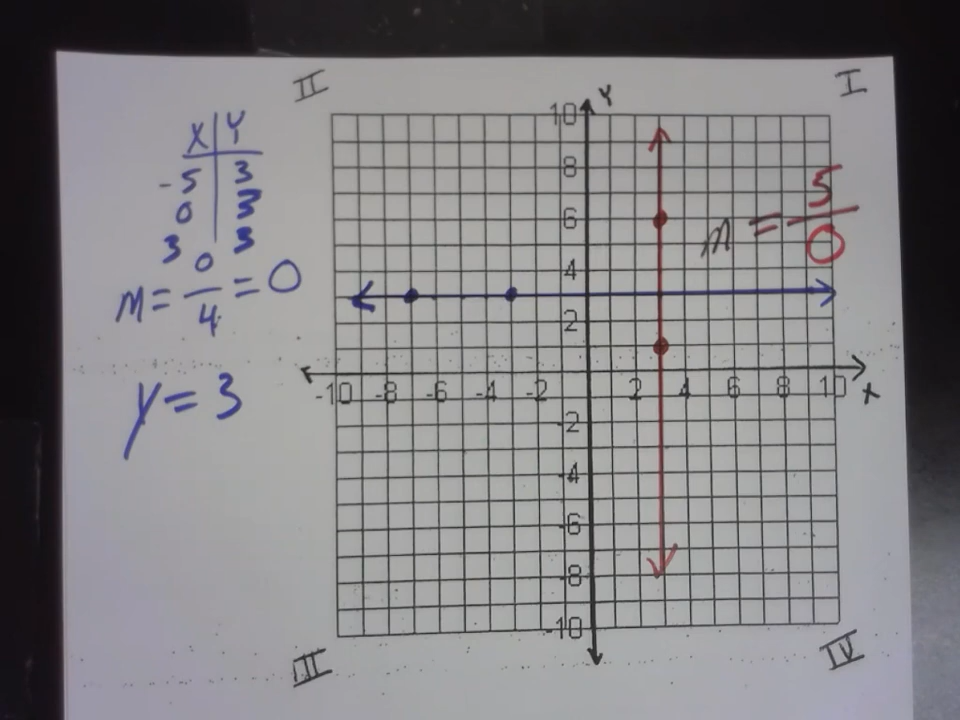 II
I
X Y
-5 3
0 3
3 3
m = 0/4 = 0
y = 3
Y
10
8
6
4
2
-10 -8 -6 -4 -2 2 4 6 8 10
X
-2
-4
-6
-8
-10
m = 5/0
III
IV